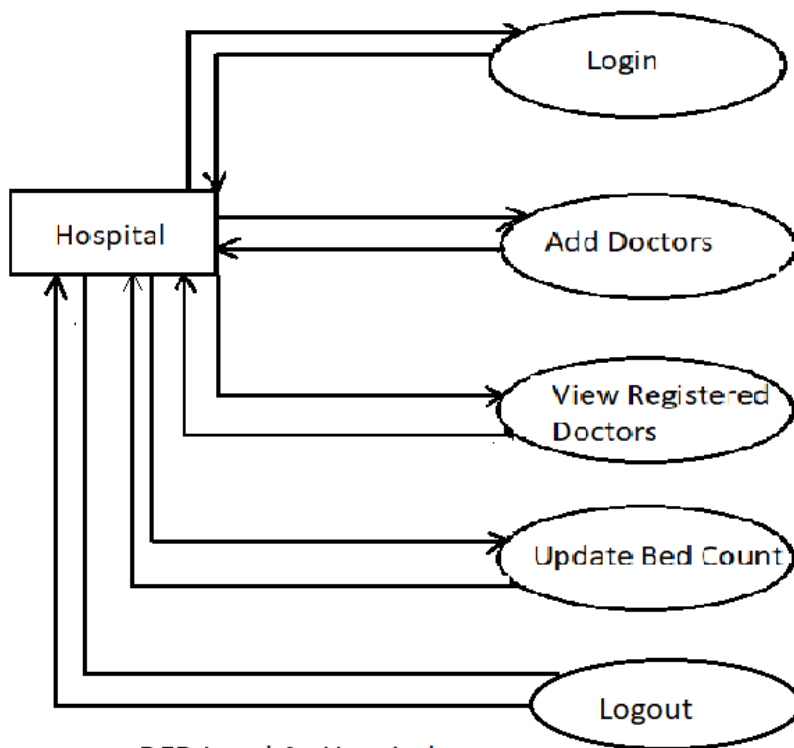 Login
Hospital
Add Doctors
View Registered
Doctors
Update Bed Count
Logout